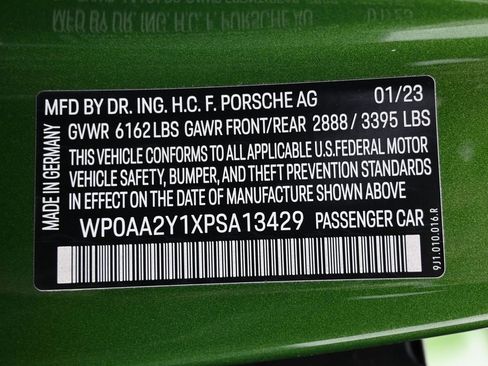 MFD BY DR. ING. H.C. F. PORSCHE AG 01/23
GVWR 6162 LBS GAWR FRONT/REAR 2888 / 3395 LBS
THIS VEHICLE CONFORMS TO ALL APPLICABLE U.S. FEDERAL MOTOR
VEHICLE SAFETY, BUMPER, AND THEFT PREVENTION STANDARDS
IN EFFECT ON THE DATE OF MANUFACTURE SHOWN ABOVE.
WP0AA2Y1XPSA13429 PASSENGER CAR
MADE IN GERMANY
9J1.010.016.R